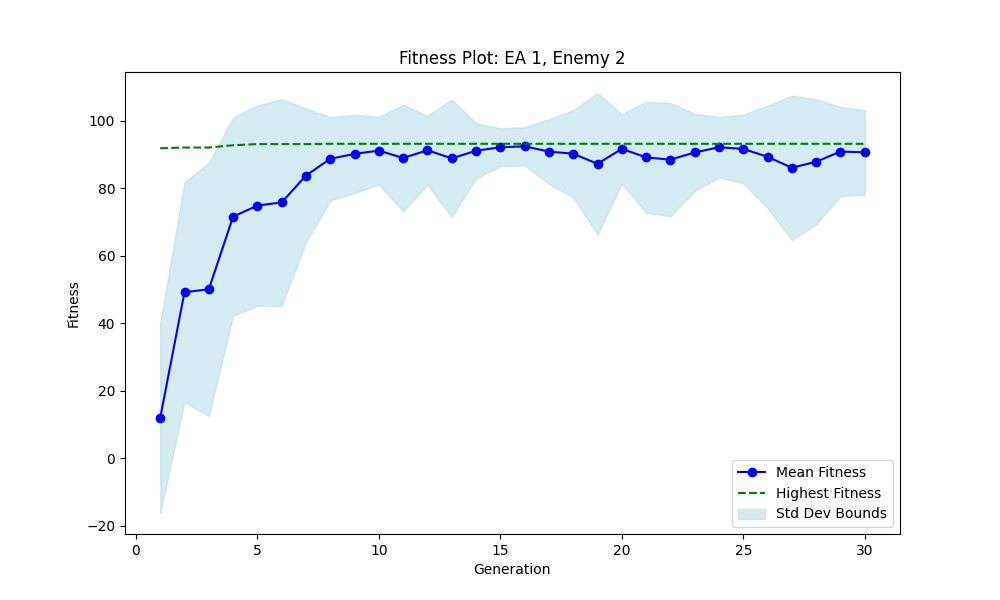 Fitness Plot: EA 1, Enemy 2
Fitness
100
80
60
40
20
0
−20
0 5 10 15 20 25 30
Generation
Mean Fitness
Highest Fitness
Std Dev Bounds